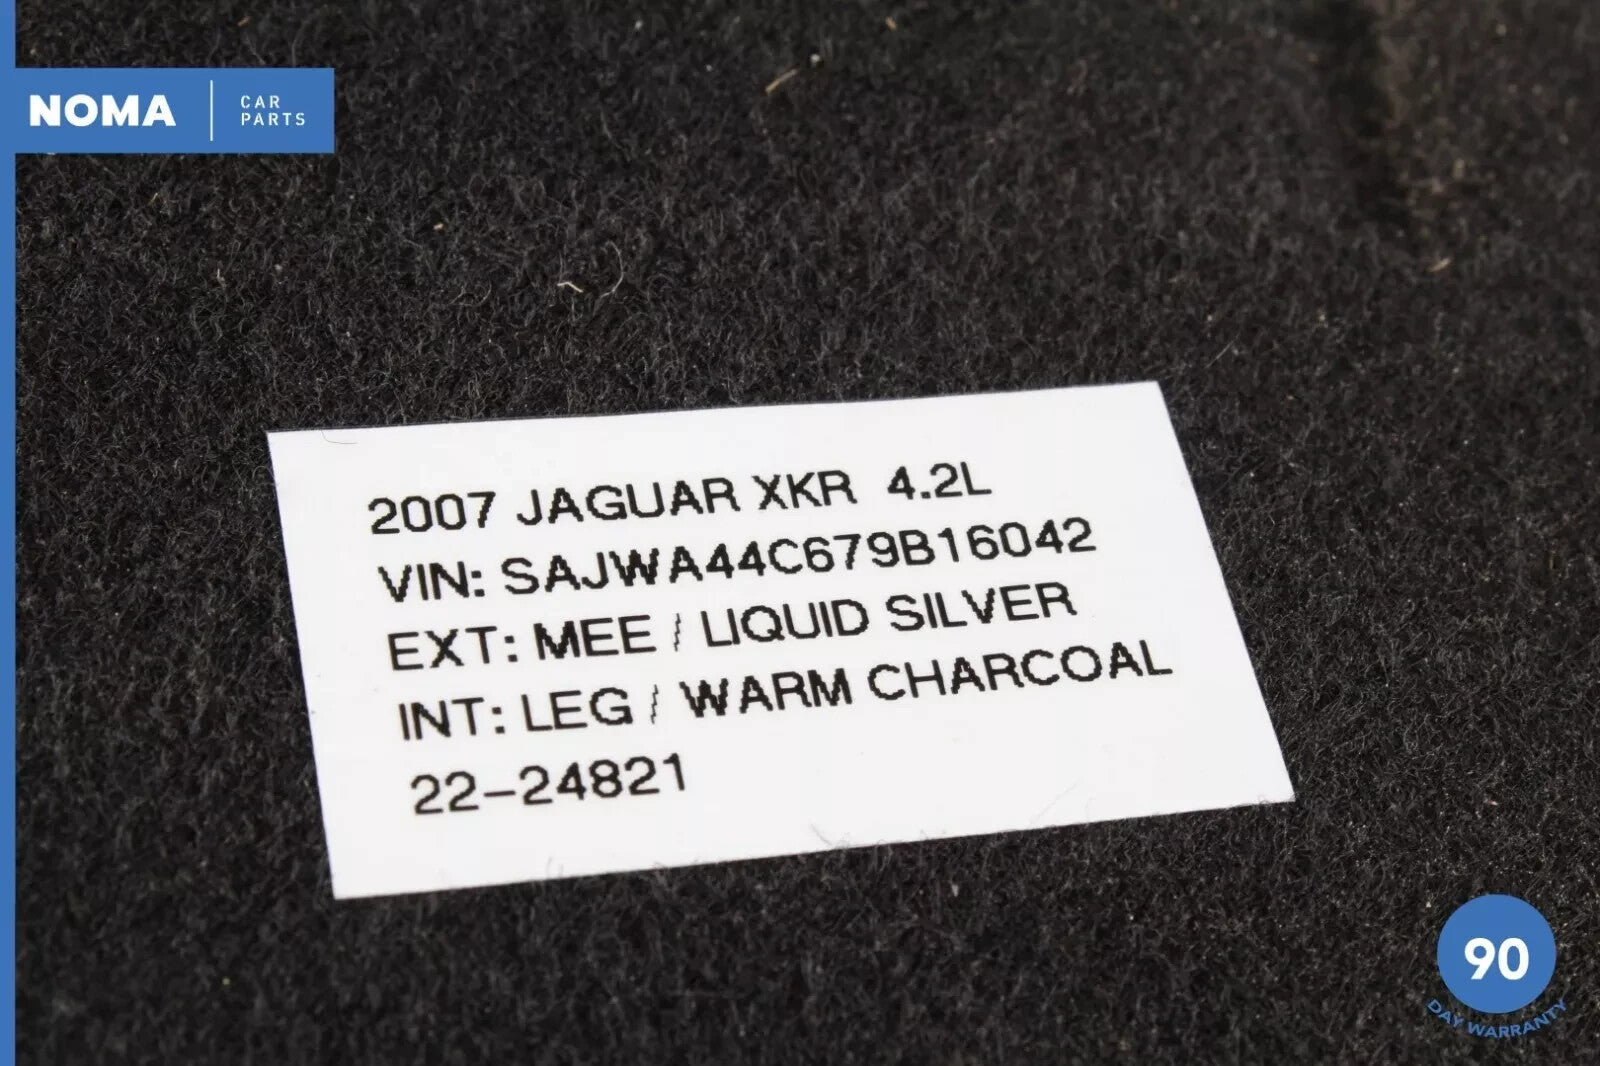 NOMA
CAR
PARTS
2007 JAGUAR XKR 4.2L
VIN: SAJWA44C679B16042
EXT: MEE / LIQUID SILVER
INT: LEG / WARM CHARCOAL
22-24821
90
DAY WARRANTY